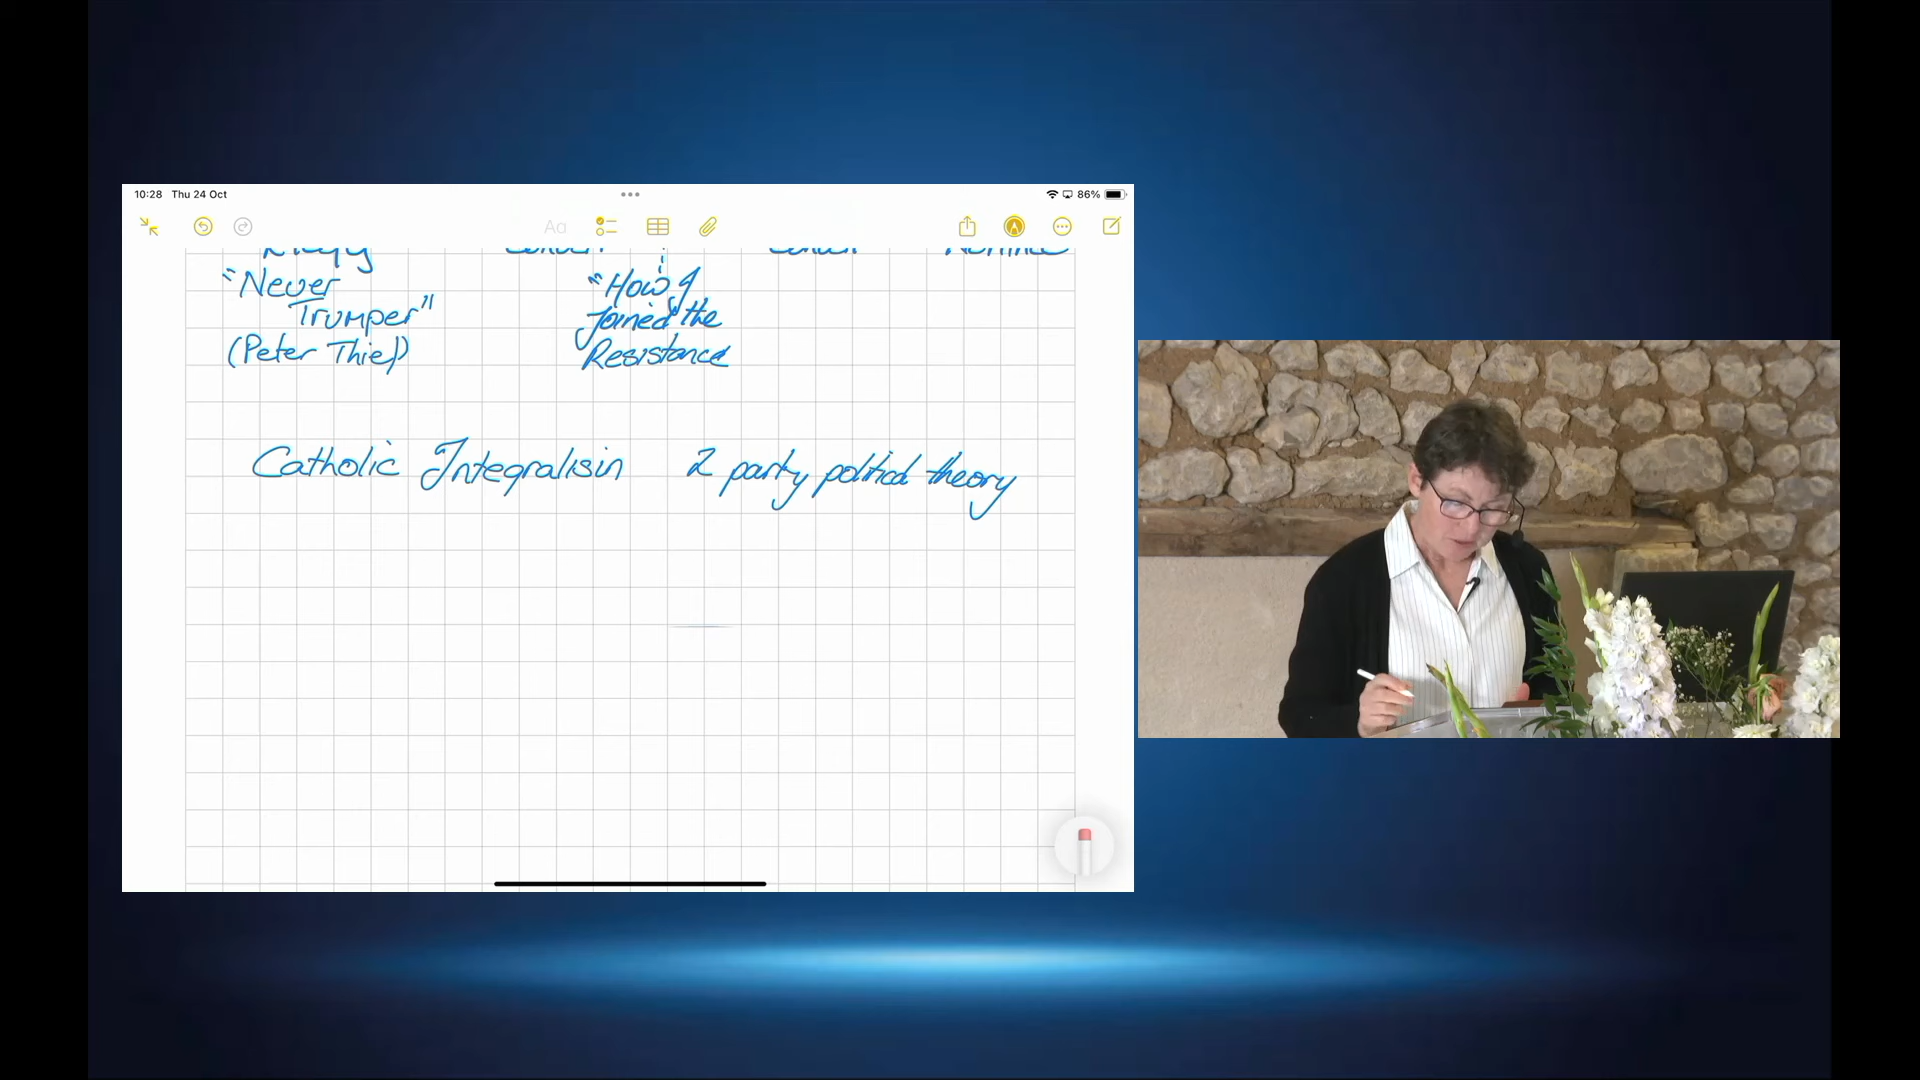 10:28 Thu 24 Oct
86%
Aa
"Never
Trumper"
(Peter Thiel)
"How I
Joined the
Resistance
Catholic Integralism 2 party political theory